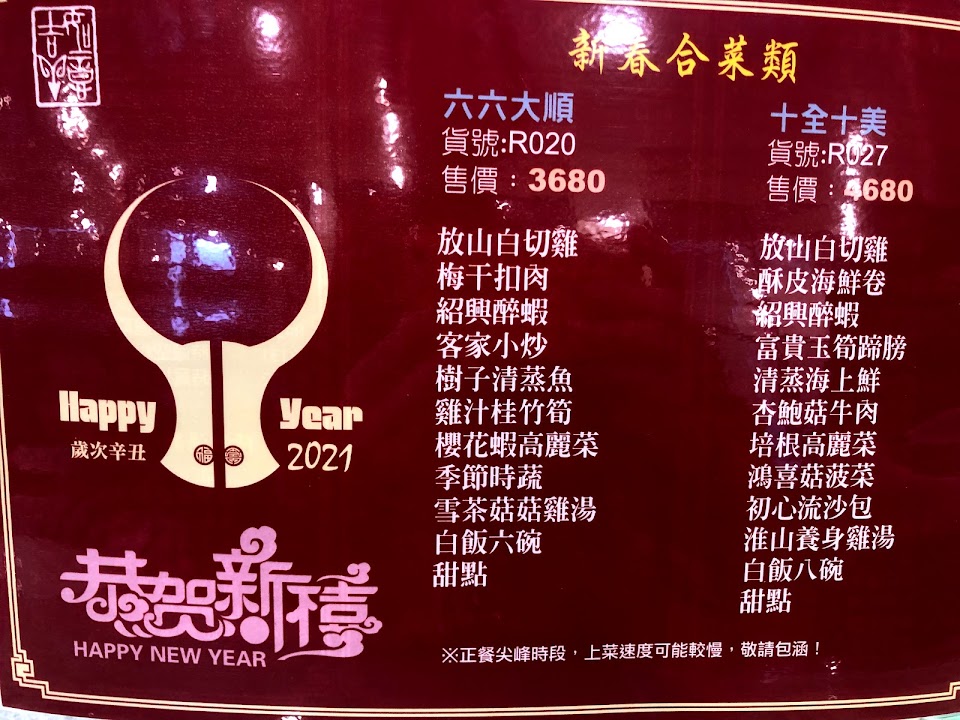 吉祥
如意
新春合菜類
六六大順
貨號:R020
售價：3680
放山白切雞
梅干扣肉
紹興醉蝦
客家小炒
樹子清蒸魚
雞汁桂竹筍
櫻花蝦高麗菜
季節時蔬
雪茶菇菇雞湯
白飯六碗
甜點
十全十美
貨號:R027
售價：4680
放山白切雞
酥皮海鮮卷
紹興醉蝦
富貴玉筍蹄膀
清蒸海上鮮
杏鮑菇牛肉
培根高麗菜
鴻喜菇菠菜
初心流沙包
淮山養身雞湯
白飯八碗
甜點
※正餐尖峰時段，上菜速度可能較慢，敬請包涵！
Happy Year
歲次辛丑 2021
恭賀新禧
HAPPY NEW YEAR